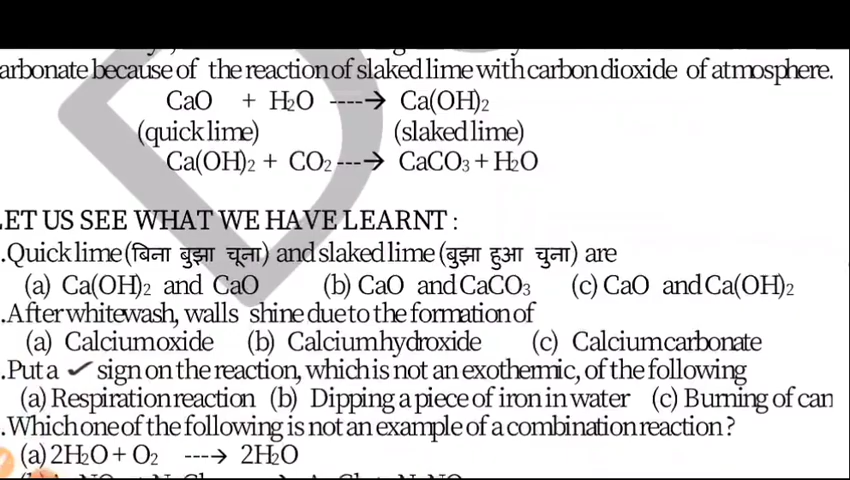 arbonate because of the reaction of slaked lime with carbon dioxide of atmosphere.
CaO + H₂O ----→ Ca(OH)₂
(quick lime) (slaked lime)
Ca(OH)₂ + CO₂ ---→ CaCO₃ + H₂O
LET US SEE WHAT WE HAVE LEARNT :
.Quick lime (बिना बुझा चूना) and slaked lime (बुझा हुआ चुना) are
(a) Ca(OH)₂ and CaO (b) CaO and CaCO₃ (c) CaO and Ca(OH)₂
.After whitewash, walls shine due to the formation of
(a) Calcium oxide (b) Calcium hydroxide (c) Calcium carbonate
.Put a ✓ sign on the reaction, which is not an exothermic, of the following
(a) Respiration reaction (b) Dipping a piece of iron in water (c) Burning of can
.Which one of the following is not an example of a combination reaction ?
(a) 2H₂O + O₂ ---→ 2H₂O